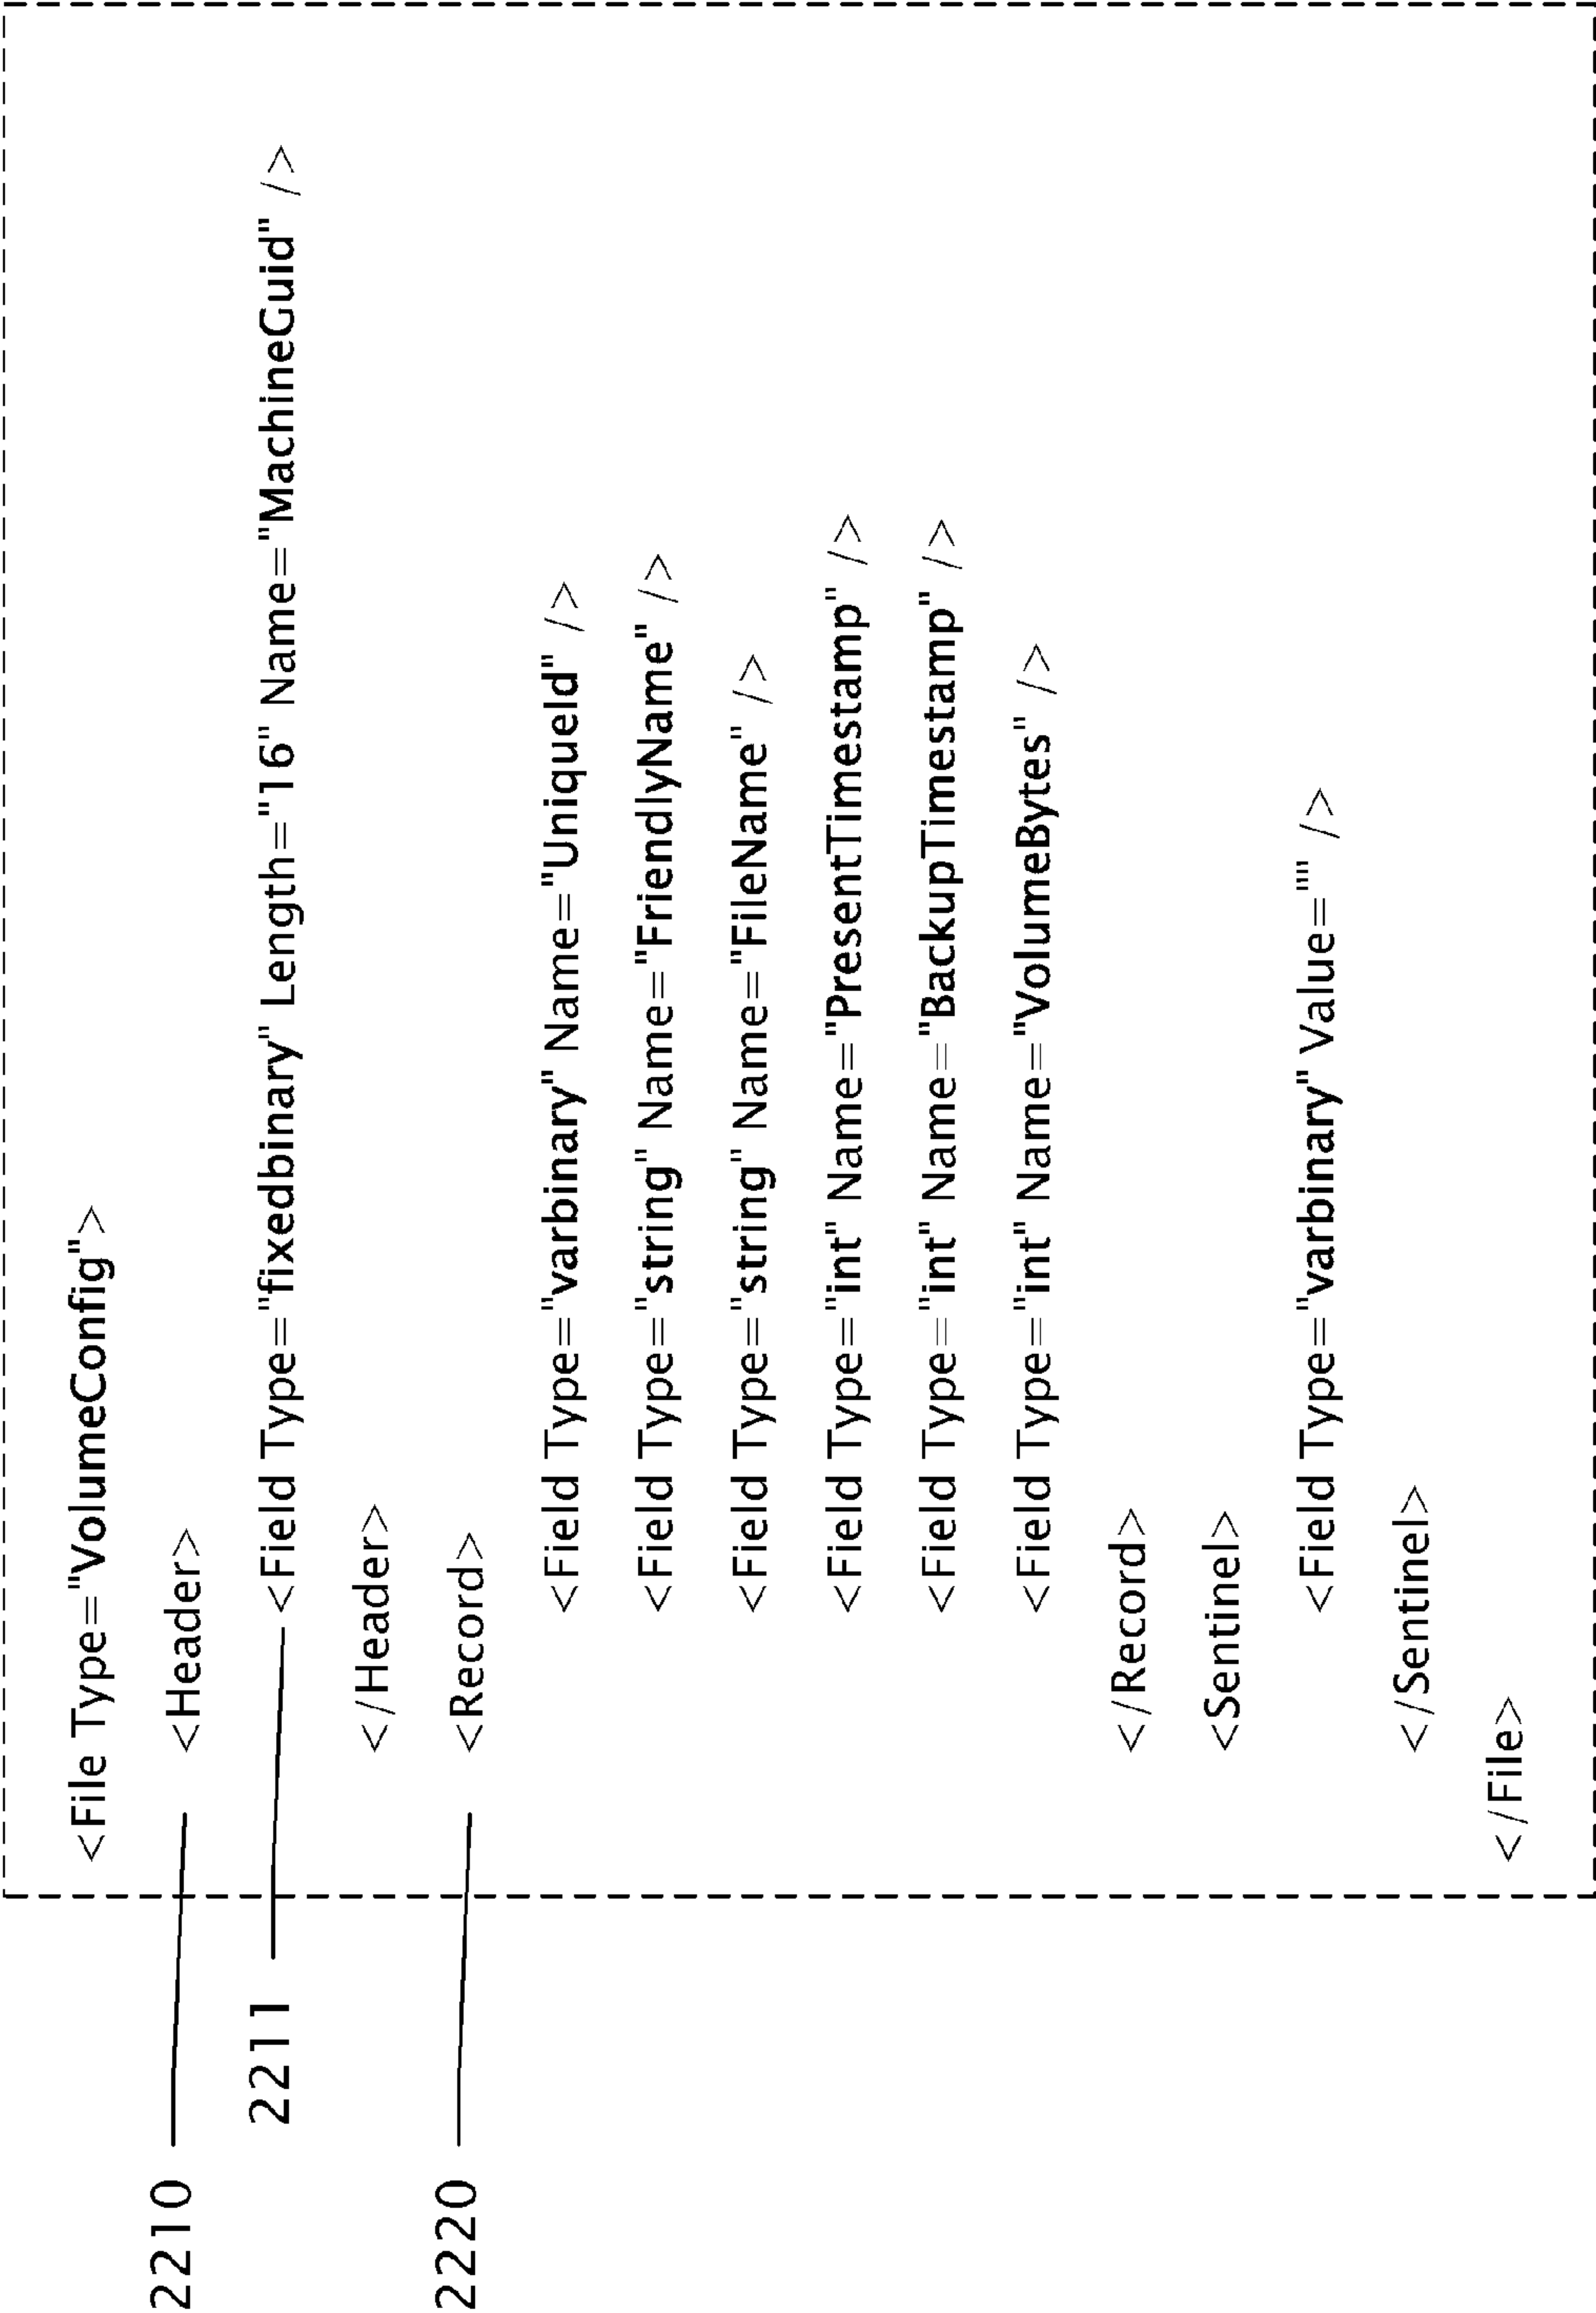 <File Type="VolumeConfig">
2210 <Header>
2211 <Field Type="fixedbinary" Length="16" Name="MachineGuid" />
</Header>
2220 <Record>
<Field Type="varbinary" Name="UniqueId" />
<Field Type="string" Name="FriendlyName" />
<Field Type="string" Name="FileName" />
<Field Type="int" Name="PresentTimestamp" />
<Field Type="int" Name="BackupTimestamp" />
<Field Type="int" Name="VolumeBytes" />
</Record>
<Sentinel>
<Field Type="varbinary" Value="" />
</Sentinel>
</File>